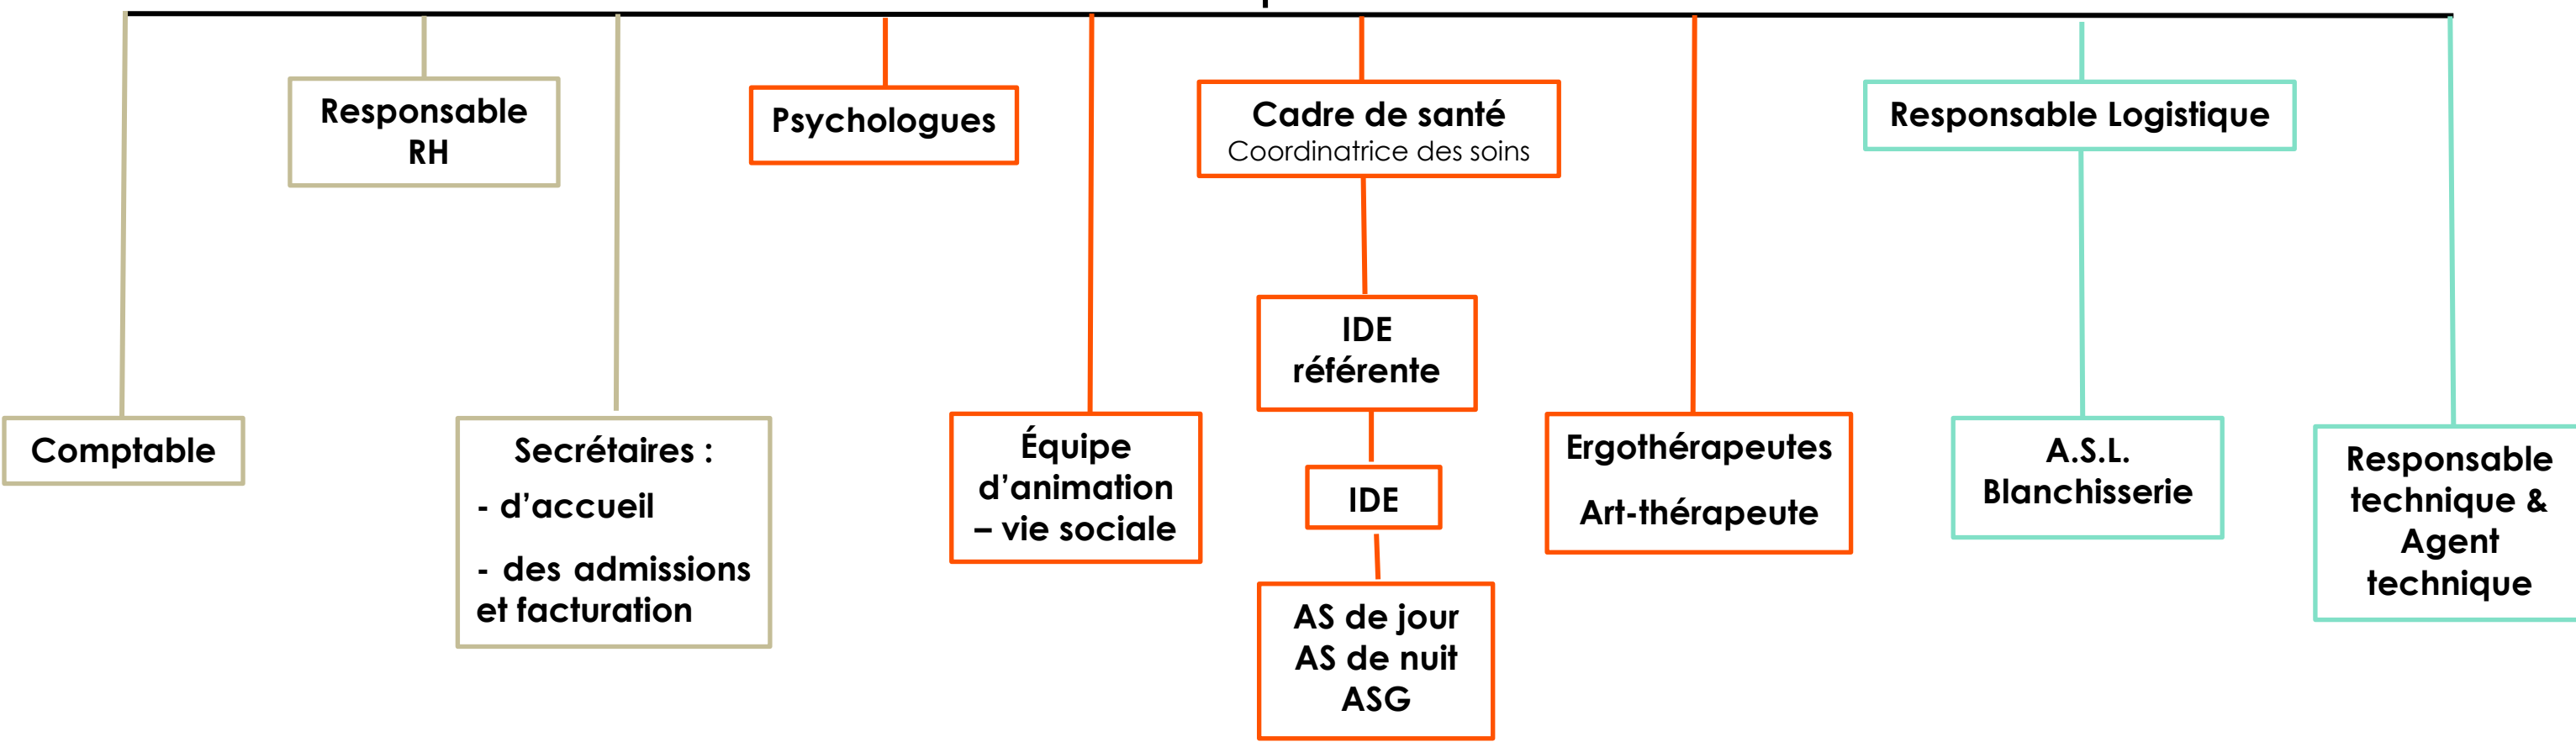 Responsable
RH
Psychologues
Cadre de santé
Coordinatrice des soins
Responsable Logistique
IDE
référente
Comptable
Secrétaires :
- d’accueil
- des admissions
et facturation
Équipe
d’animation
– vie sociale
IDE
AS de jour
AS de nuit
ASG
Ergothérapeutes
Art-thérapeute
A.S.L.
Blanchisserie
Responsable
technique &
Agent
technique